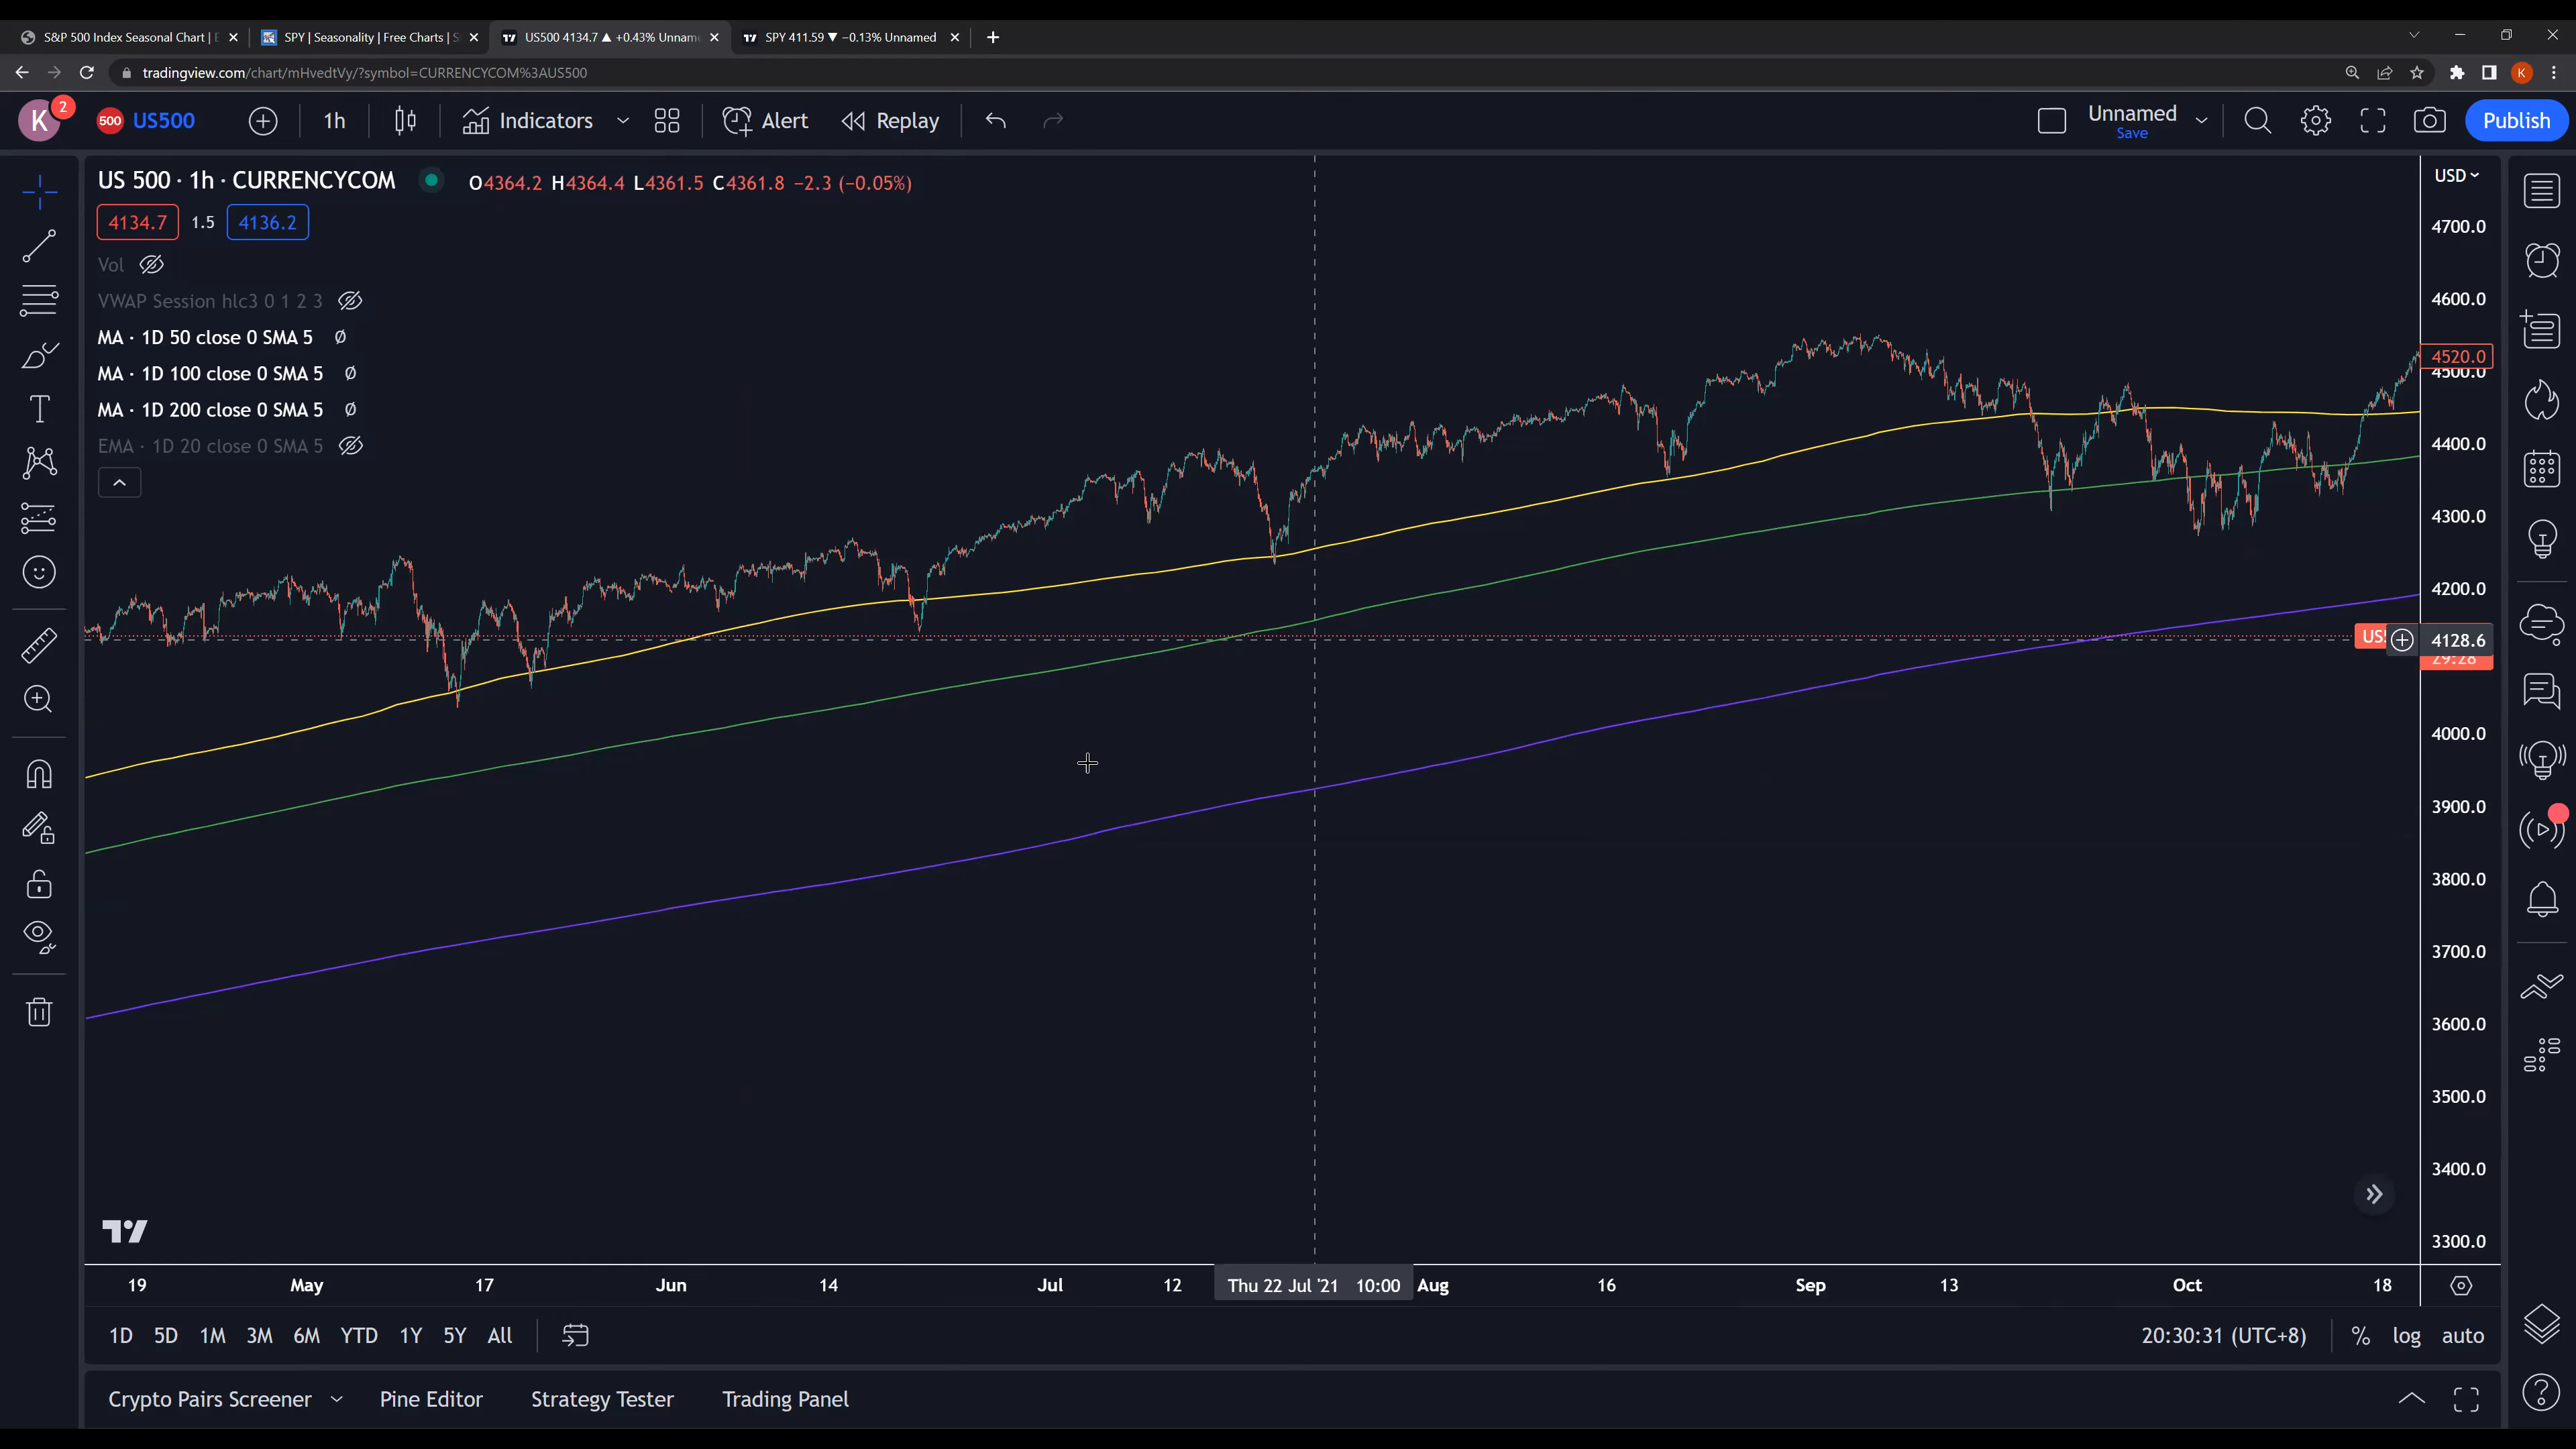 S&P 500 Index Seasonal Chart | E
SPY | Seasonality | Free Charts | S
US500 4134.7 ▲ +0.43% Unnam
SPY 411.59 ▼ −0.13% Unnamed
tradingview.com/chart/mHvedtVy/?symbol=CURRENCYCOM%3AUS500
K
K 2
500 US500
1h
Indicators
Alert
Replay
Unnamed
Save
Publish
US 500 · 1h · CURRENCYCOM
O4364.2 H4364.4 L4361.5 C4361.8 −2.3 (−0.05%)
4134.7 1.5 4136.2
Vol
VWAP Session hlc3 0 1 2 3
MA · 1D 50 close 0 SMA 5 Ø
MA · 1D 100 close 0 SMA 5 Ø
MA · 1D 200 close 0 SMA 5 Ø
EMA · 1D 20 close 0 SMA 5
USD
4700.0
4600.0
4520.0
4500.0
4400.0
4300.0
4200.0
4128.6
29:28
4000.0
3900.0
3800.0
3700.0
3600.0
3500.0
3400.0
3300.0
19 May 17 Jun 14 Jul 12 Thu 22 Jul '21 10:00 Aug 16 Sep 13 Oct 18
1D 5D 1M 3M 6M YTD 1Y 5Y All
20:30:31 (UTC+8) % log auto
Crypto Pairs Screener Pine Editor Strategy Tester Trading Panel